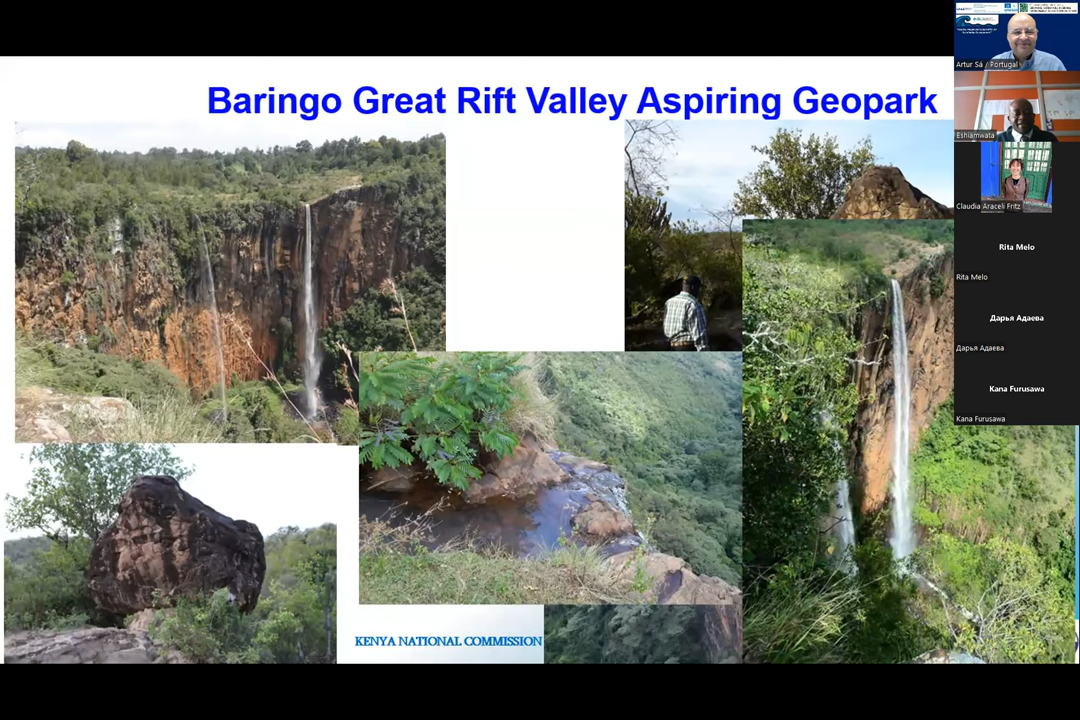 Baringo Great Rift Valley Aspiring Geopark
KENYA NATIONAL COMMISSION
Artur Sá / Portugal
Eshiamwata
Claudia Araceli Fritz
Rita Melo
Rita Melo
Дарья Адаева
Дарья Адаева
Kana Furusawa
Kana Furusawa